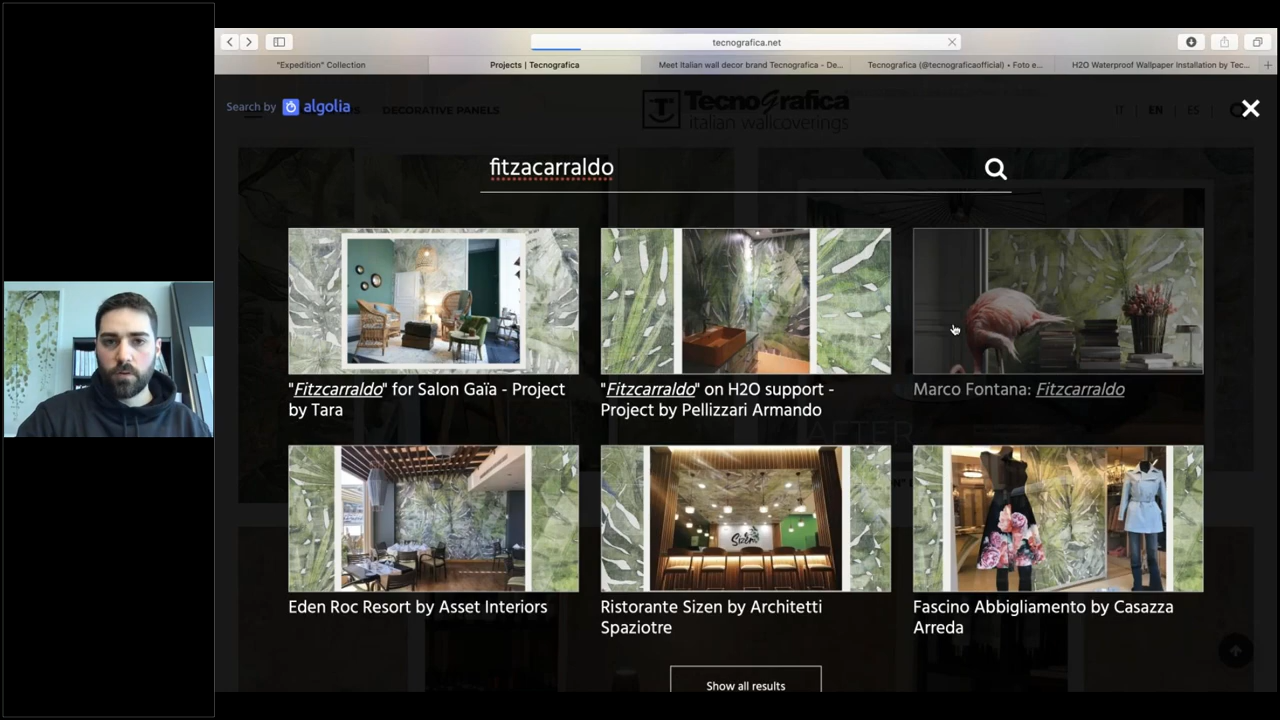 tecnografica.net
"Expedition" Collection
Projects | Tecnografica
Meet Italian wall decor brand Tecnografica - De...
Tecnografica (@tecnograficaofficial) • Foto e...
H2O Waterproof Wallpaper Installation by Tec...
Search by algolia
DECORATIVE PANELS
TecnoGrafica
italian wallcoverings
IT | EN | ES |
fitzacarraldo
"Fitzcarraldo" for Salon Gaïa - Project
by Tara
"Fitzcarraldo" on H2O support -
Project by Pellizzari Armando
Marco Fontana: Fitzcarraldo
AFTER
Sizen
Eden Roc Resort by Asset Interiors
Ristorante Sizen by Architetti
Spaziotre
Fascino Abbigliamento by Casazza
Arreda
Show all results